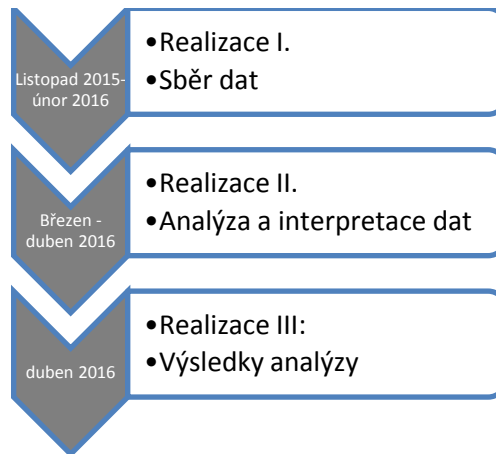 Listopad 2015-
únor 2016
•Realizace I.
•Sběr dat
Březen -
duben 2016
•Realizace II.
•Analýza a interpretace dat
duben 2016
•Realizace III:
•Výsledky analýzy